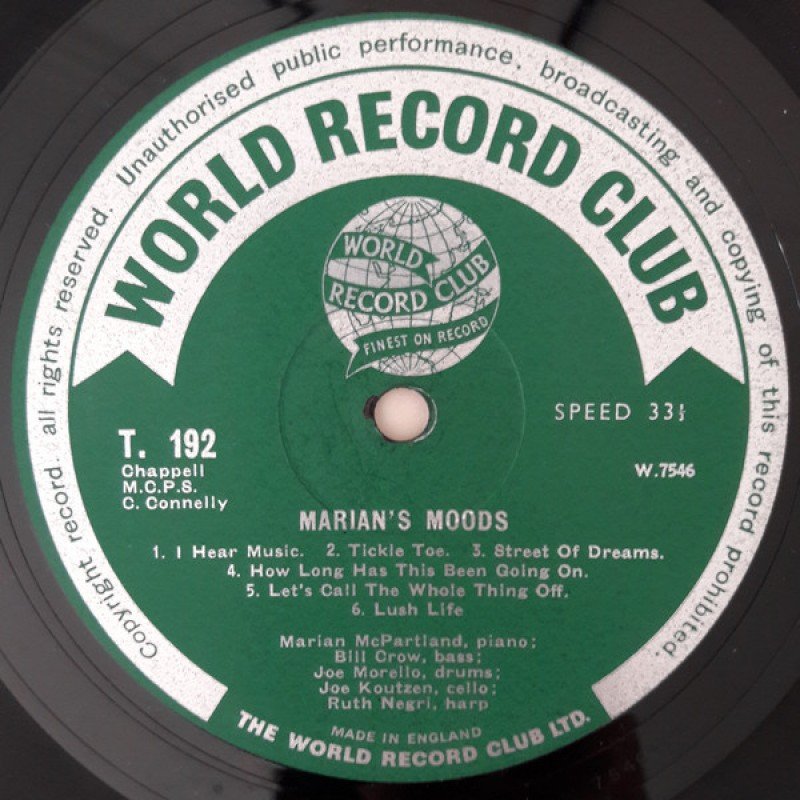 Copyright record. all rights reserved. Unauthorised public performance, broadcasting and copying of this record prohibited.
WORLD RECORD CLUB
WORLD
RECORD CLUB
FINEST ON RECORD
SPEED 33⅓
T. 192
Chappell
M.C.P.S.
C. Connelly
W.7546
MARIAN'S MOODS
1. I Hear Music. 2. Tickle Toe. 3. Street Of Dreams.
4. How Long Has This Been Going On.
5. Let's Call The Whole Thing Off.
6. Lush Life
Marian McPartland, piano;
Bill Crow, bass;
Joe Morello, drums;
Joe Koutzen, cello;
Ruth Negri, harp
MADE IN ENGLAND
THE WORLD RECORD CLUB LTD.